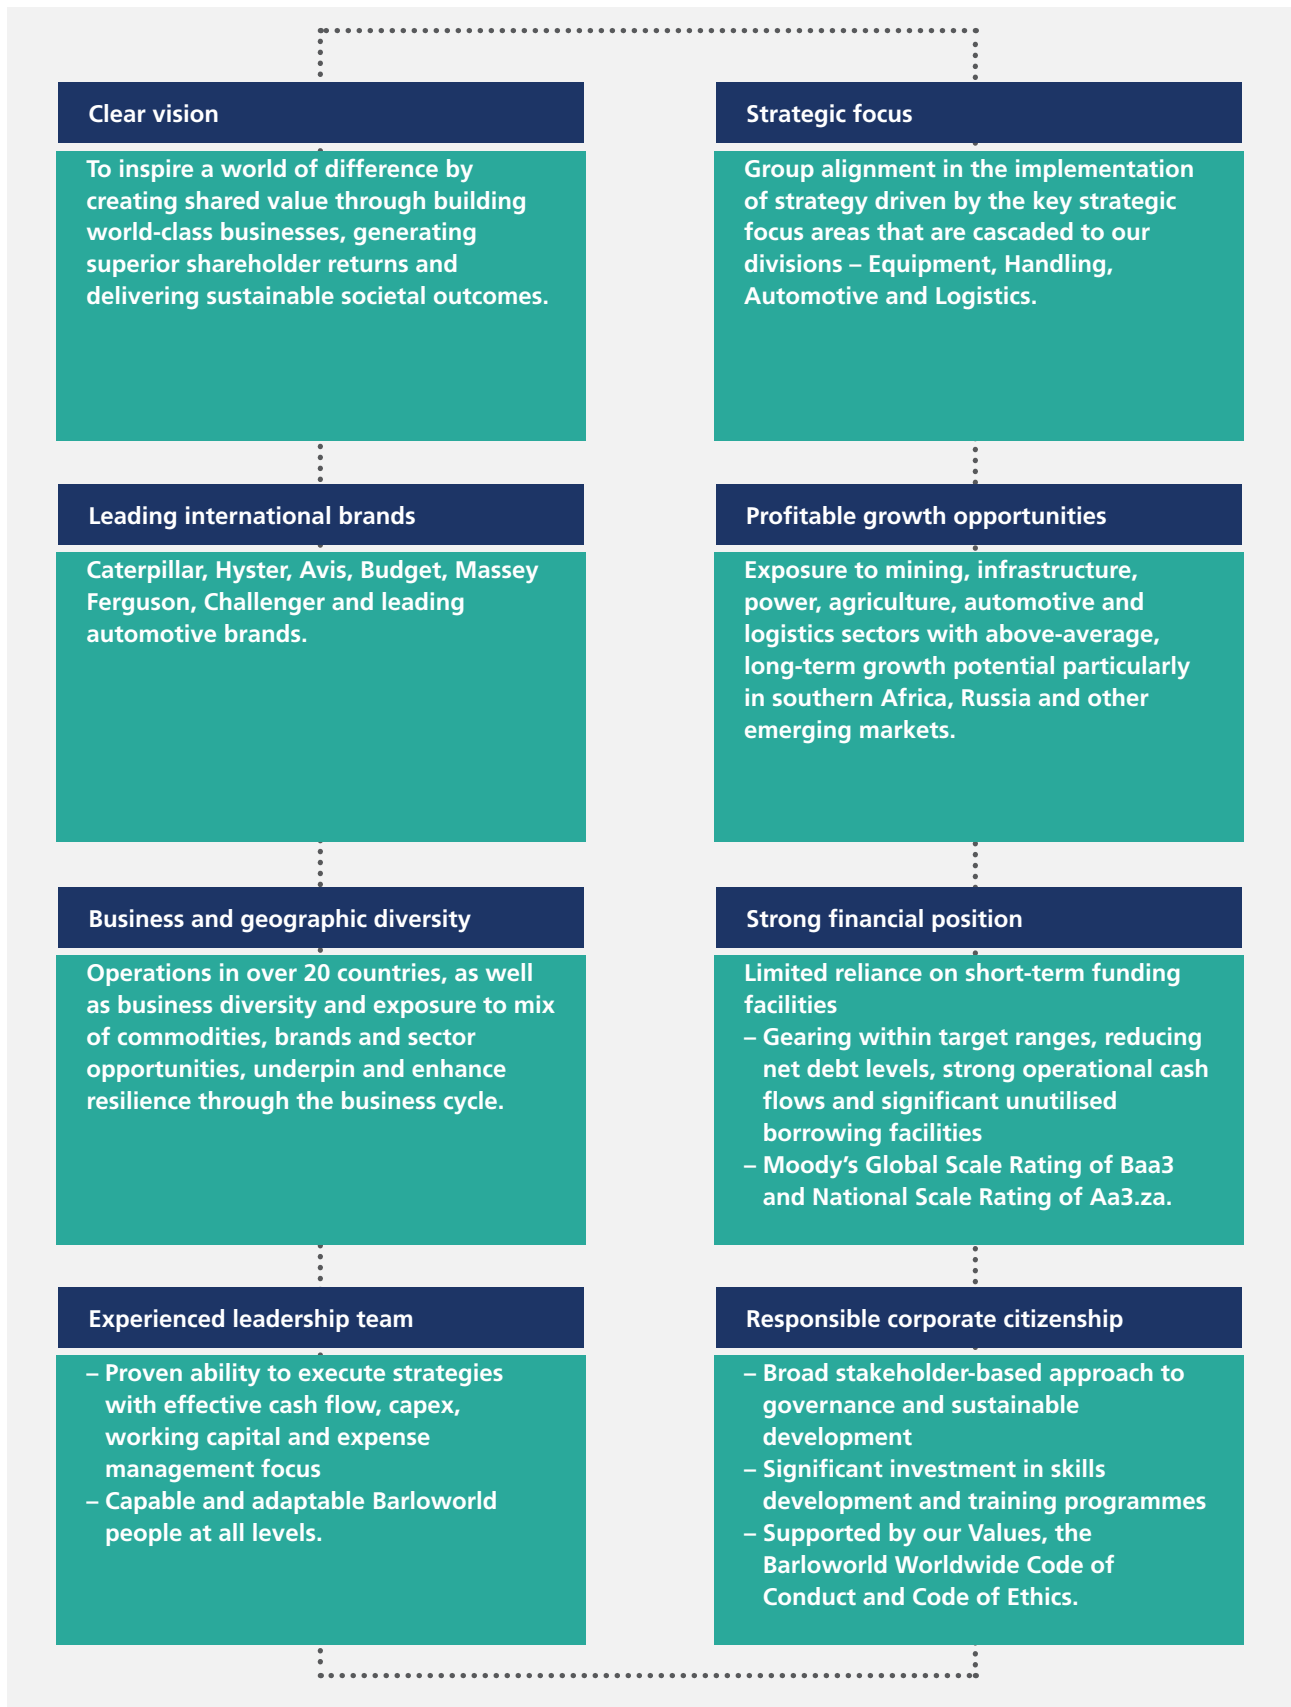 Clear vision
To inspire a world of difference by
creating shared value through building
world-class businesses, generating
superior shareholder returns and
delivering sustainable societal outcomes.
Strategic focus
Group alignment in the implementation
of strategy driven by the key strategic
focus areas that are cascaded to our
divisions – Equipment, Handling,
Automotive and Logistics.
Leading international brands
Caterpillar, Hyster, Avis, Budget, Massey
Ferguson, Challenger and leading
automotive brands.
Profitable growth opportunities
Exposure to mining, infrastructure,
power, agriculture, automotive and
logistics sectors with above-average,
long-term growth potential particularly
in southern Africa, Russia and other
emerging markets.
Business and geographic diversity
Operations in over 20 countries, as well
as business diversity and exposure to mix
of commodities, brands and sector
opportunities, underpin and enhance
resilience through the business cycle.
Strong financial position
Limited reliance on short-term funding
facilities
– Gearing within target ranges, reducing
net debt levels, strong operational cash
flows and significant unutilised
borrowing facilities
– Moody’s Global Scale Rating of Baa3
and National Scale Rating of Aa3.za.
Experienced leadership team
– Proven ability to execute strategies
with effective cash flow, capex,
working capital and expense
management focus
– Capable and adaptable Barloworld
people at all levels.
Responsible corporate citizenship
– Broad stakeholder-based approach to
governance and sustainable
development
– Significant investment in skills
development and training programmes
– Supported by our Values, the
Barloworld Worldwide Code of
Conduct and Code of Ethics.